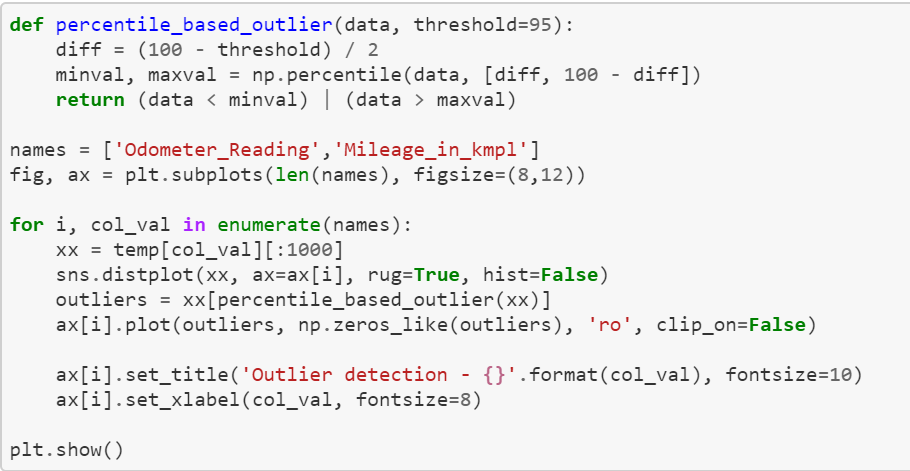 def percentile_based_outlier(data, threshold=95):
    diff = (100 - threshold) / 2
    minval, maxval = np.percentile(data, [diff, 100 - diff])
    return (data < minval) | (data > maxval)

names = ['Odometer_Reading','Mileage_in_kmpl']
fig, ax = plt.subplots(len(names), figsize=(8,12))

for i, col_val in enumerate(names):
    xx = temp[col_val][:1000]
    sns.distplot(xx, ax=ax[i], rug=True, hist=False)
    outliers = xx[percentile_based_outlier(xx)]
    ax[i].plot(outliers, np.zeros_like(outliers), 'ro', clip_on=False)

    ax[i].set_title('Outlier detection - {}'.format(col_val), fontsize=10)
    ax[i].set_xlabel(col_val, fontsize=8)

plt.show()